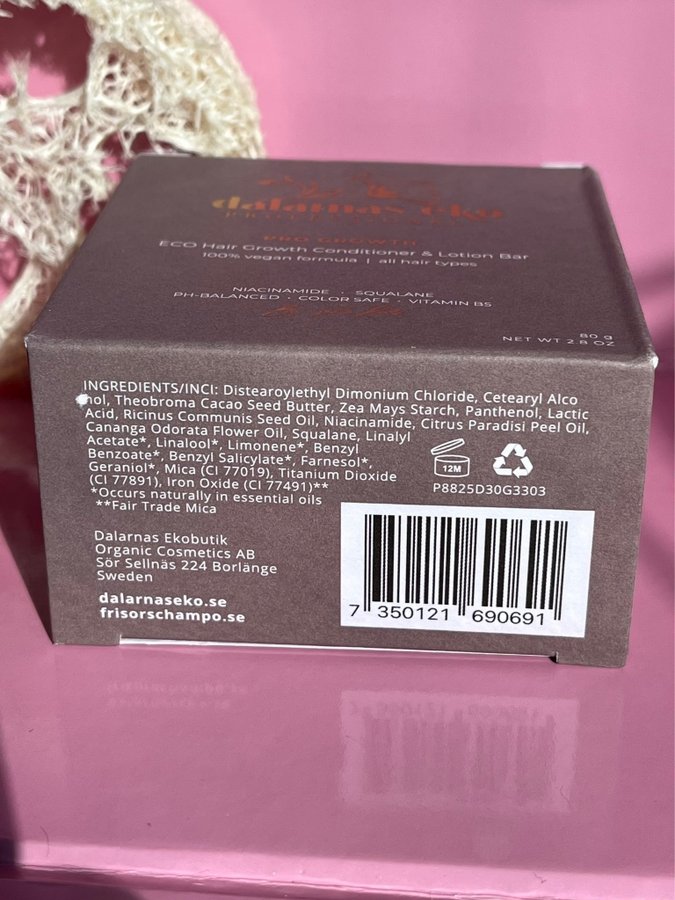 dalarnas eko
PRO GROWTH
ECO Hair Growth Conditioner & Lotion Bar
100% vegan formula | all hair types
NIACINAMIDE · SQUALANE
PH-BALANCED · COLOR SAFE · VITAMIN B5
80 g
NET WT 2.8 OZ
INGREDIENTS/INCI: Distearoylethyl Dimonium Chloride, Cetearyl Alco
hol, Theobroma Cacao Seed Butter, Zea Mays Starch, Panthenol, Lactic
Acid, Ricinus Communis Seed Oil, Niacinamide, Citrus Paradisi Peel Oil,
Cananga Odorata Flower Oil, Squalane, Linalyl
Acetate*, Linalool*, Limonene*, Benzyl
Benzoate*, Benzyl Salicylate*, Farnesol*,
Geraniol*, Mica (CI 77019), Titanium Dioxide
(CI 77891), Iron Oxide (CI 77491)**
*Occurs naturally in essential oils
**Fair Trade Mica
12M
P8825D30G3303
Dalarnas Ekobutik
Organic Cosmetics AB
Sör Sellnäs 224 Borlänge
Sweden
dalarnaseko.se
frisorschampo.se
7 350121 690691